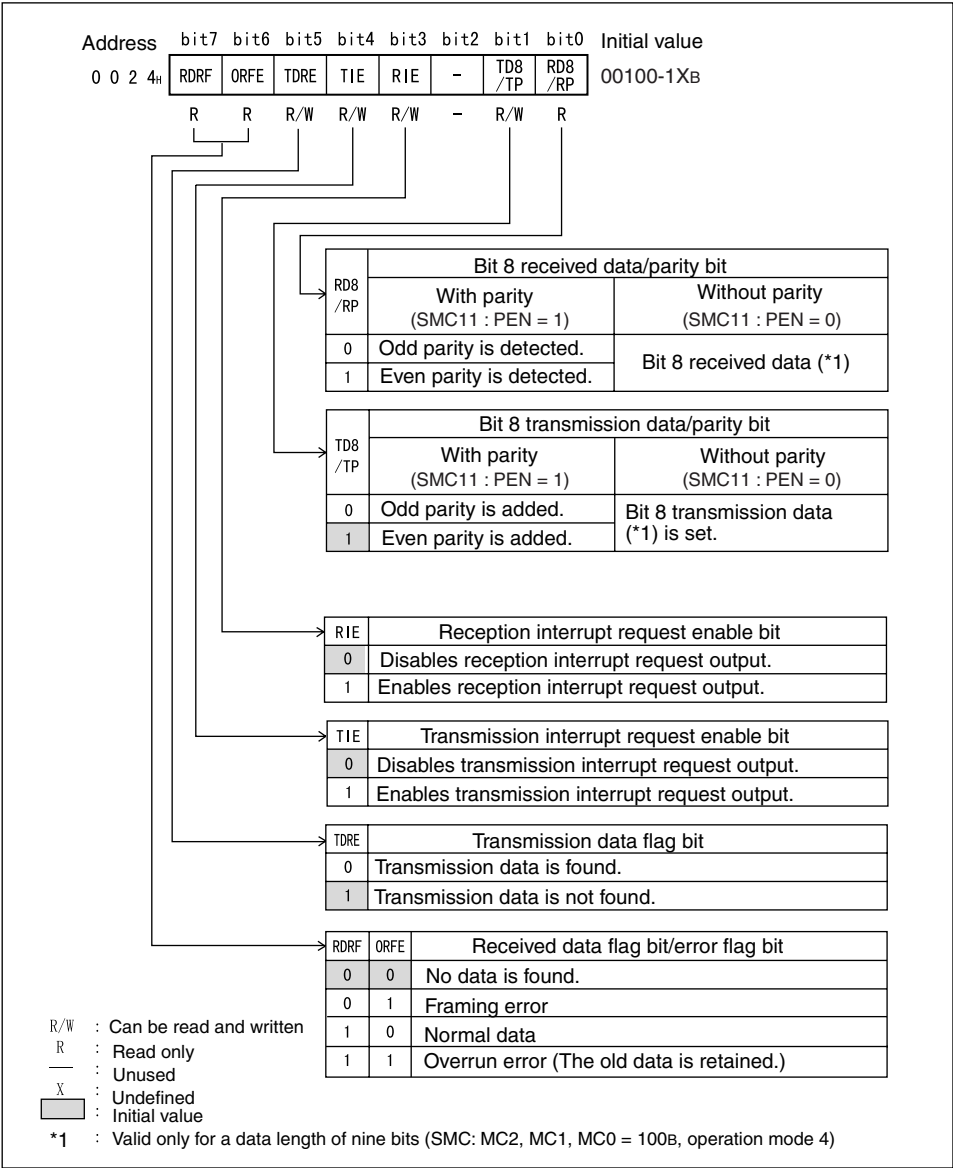 Address bit7 bit6 bit5 bit4 bit3 bit2 bit1 bit0 Initial value
0 0 2 4H RDRF ORFE TDRE TIE RIE - TD8/TP RD8/RP 00100-1XB
R R R/W R/W R/W - R/W R
RD8/RP Bit 8 received data/parity bit
With parity Without parity
(SMC11 : PEN = 1) (SMC11 : PEN = 0)
0 Odd parity is detected. Bit 8 received data (*1)
1 Even parity is detected.
TD8/TP Bit 8 transmission data/parity bit
With parity Without parity
(SMC11 : PEN = 1) (SMC11 : PEN = 0)
0 Odd parity is added. Bit 8 transmission data
1 Even parity is added. (*1) is set.
RIE Reception interrupt request enable bit
0 Disables reception interrupt request output.
1 Enables reception interrupt request output.
TIE Transmission interrupt request enable bit
0 Disables transmission interrupt request output.
1 Enables transmission interrupt request output.
TDRE Transmission data flag bit
0 Transmission data is found.
1 Transmission data is not found.
RDRF ORFE Received data flag bit/error flag bit
0 0 No data is found.
0 1 Framing error
1 0 Normal data
1 1 Overrun error (The old data is retained.)
R/W : Can be read and written
R : Read only
— : Unused
X : Undefined
: Initial value
*1 : Valid only for a data length of nine bits (SMC: MC2, MC1, MC0 = 100B, operation mode 4)